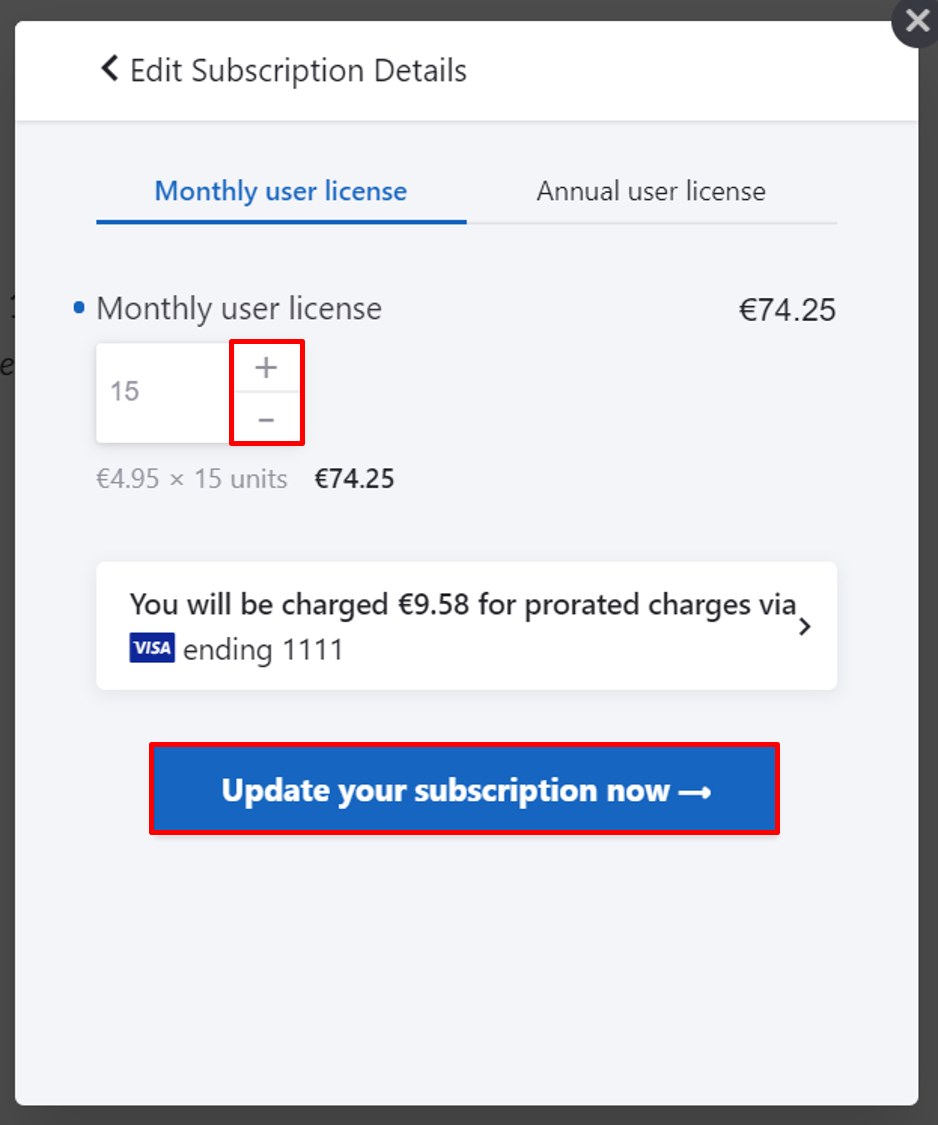 Edit Subscription Details
Monthly user license Annual user license
Monthly user license €74.25
15
+
−
€4.95 × 15 units €74.25
You will be charged €9.58 for prorated charges via
VISA ending 1111
Update your subscription now →